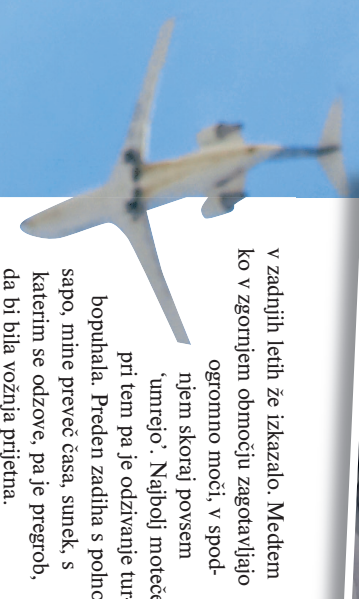 v zadnjih letih že izkazalo. Medtem
ko v zgornjem območju zagotavljajo
ogromno moči, v spod-
njem skoraj povsem
‘umrejo’. Najbolj moteče
pri tem pa je odzivanje tur-
bopuhala. Preden zadiha s polno
sapo, mine preveč časa, sunek, s
katerim se odzove, pa je pregrob,
da bi bila vožnja prijetna.